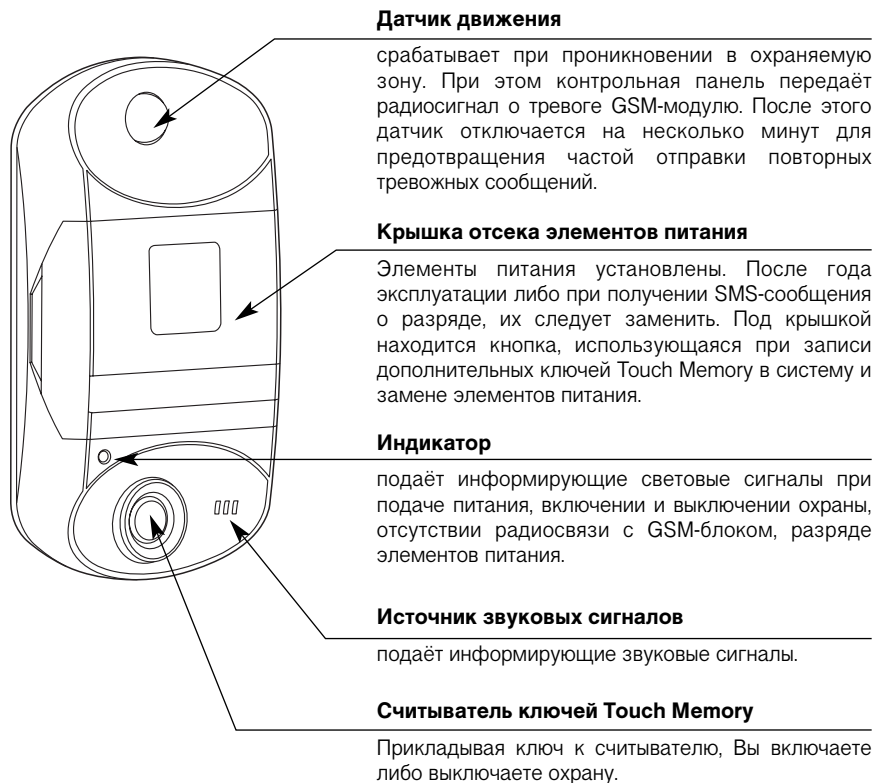 Датчик движения
срабатывает при проникновении в охраняемую
зону. При этом контрольная панель передаёт
радиосигнал о тревоге GSM-модулю. После этого
датчик отключается на несколько минут для
предотвращения частой отправки повторных
тревожных сообщений.
Крышка отсека элементов питания
Элементы питания установлены. После года
эксплуатации либо при получении SMS-сообщения
о разряде, их следует заменить. Под крышкой
находится кнопка, использующаяся при записи
дополнительных ключей Touch Memory в систему и
замене элементов питания.
Индикатор
подаёт информирующие световые сигналы при
подаче питания, включении и выключении охраны,
отсутствии радиосвязи с GSM-блоком, разряде
элементов питания.
Источник звуковых сигналов
подаёт информирующие звуковые сигналы.
Считыватель ключей Touch Memory
Прикладывая ключ к считывателю, Вы включаете
либо выключаете охрану.